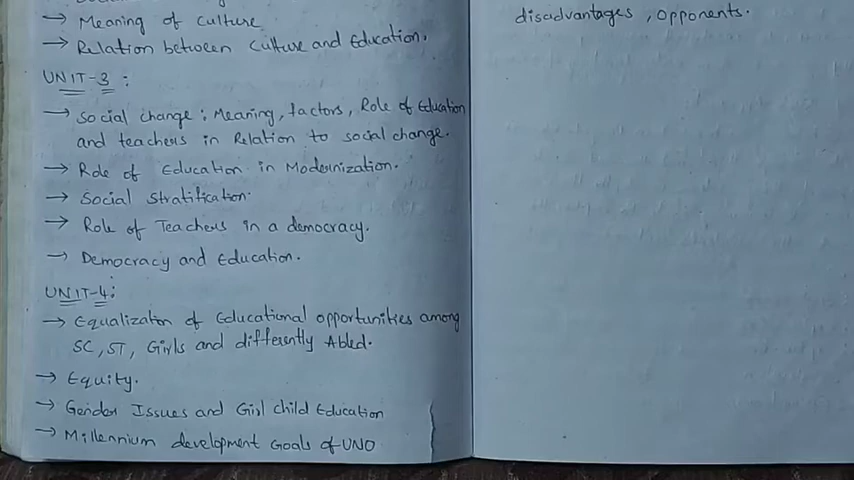 → Meaning of culture
→ Relation between culture and Education.
UNIT-3 :
→ Social change : Meaning, factors, Role of Education
and teachers in Relation to social change.
→ Role of Education in Modernization.
→ Social Stratification.
→ Role of Teachers in a democracy.
→ Democracy and Education.
UNIT-4:
→ Equalization of Educational opportunities among
SC, ST, Girls and differently Abled.
→ Equity.
→ Gender Issues and Girl child Education
→ Millennium development Goals of UNO
disadvantages, opponents.